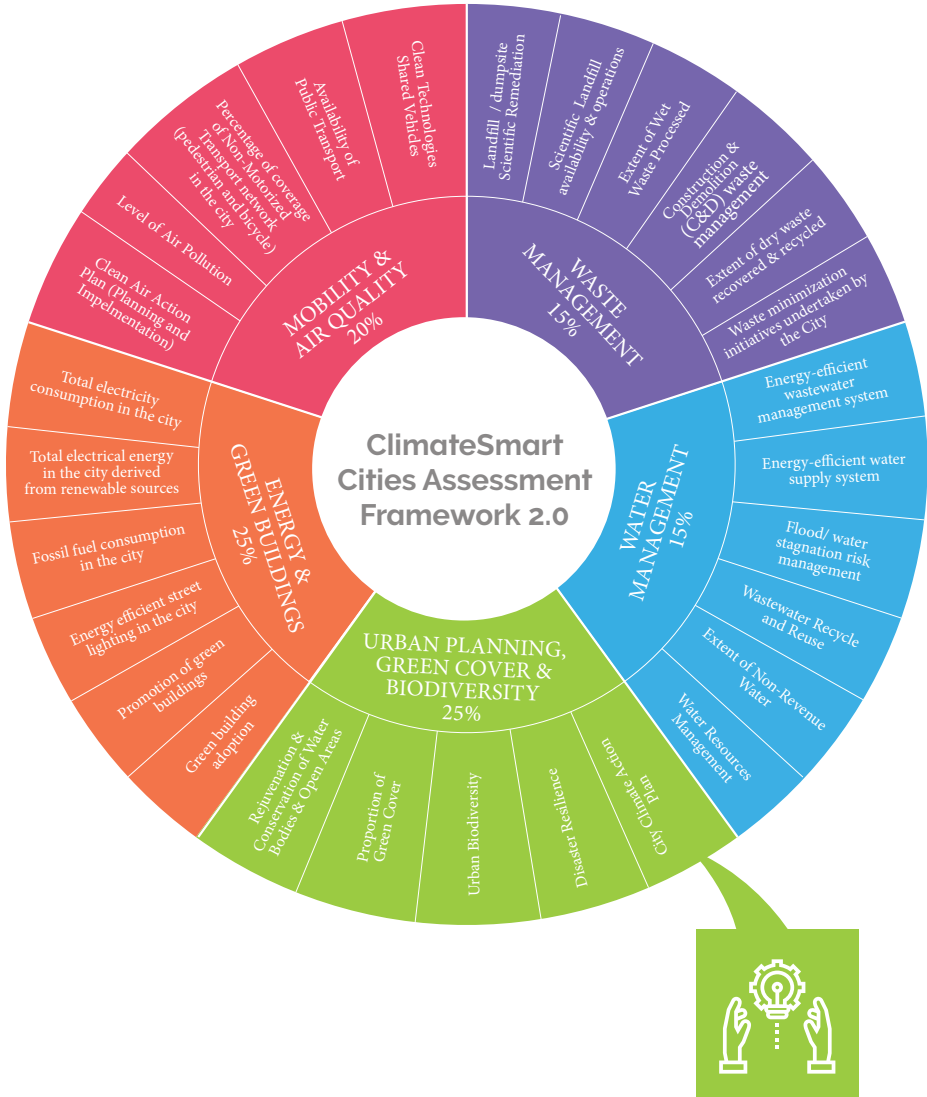 ClimateSmart
Cities Assessment
Framework 2.0
MOBILITY &
AIR QUALITY
20%
Clean Air Action
Plan (Planning and
Impelmentation)
Level of Air Pollution
Percentage of coverage
of Non-Motorized
Transport network
(pedestrian and bicycle)
in the city
Availability of
Public Transport
Clean Technologies
Shared Vehicles
WASTE
MANAGEMENT
15%
Landfill / dumpsite
Scientific Remediation
Scientific Landfill
availability & operations
Extent of Wet
Waste Processed
Construction &
Demolition
(C&D) waste
management
Extent of dry waste
recovered & recycled
Waste minimization
initiatives undertaken by
the City
WATER
MANAGEMENT
15%
Energy-efficient
wastewater
management system
Energy-efficient water
supply system
Flood/ water
stagnation risk
management
Wastewater Recycle
and Reuse
Extent of Non-Revenue
Water
Water Resources
Management
URBAN PLANNING,
GREEN COVER &
BIODIVERSITY
25%
City Climate Action
Plan
Disaster Resilience
Urban Biodiversity
Proportion of
Green Cover
Rejuvenation &
Conservation of Water
Bodies & Open Areas
ENERGY &
GREEN BUILDINGS
25%
Green building
adoption
Promotion of green
buildings
Energy efficient street
lighting in the city
Fossil fuel consumption
in the city
Total electrical energy
in the city derived
from renewable sources
Total electricity
consumption in the city